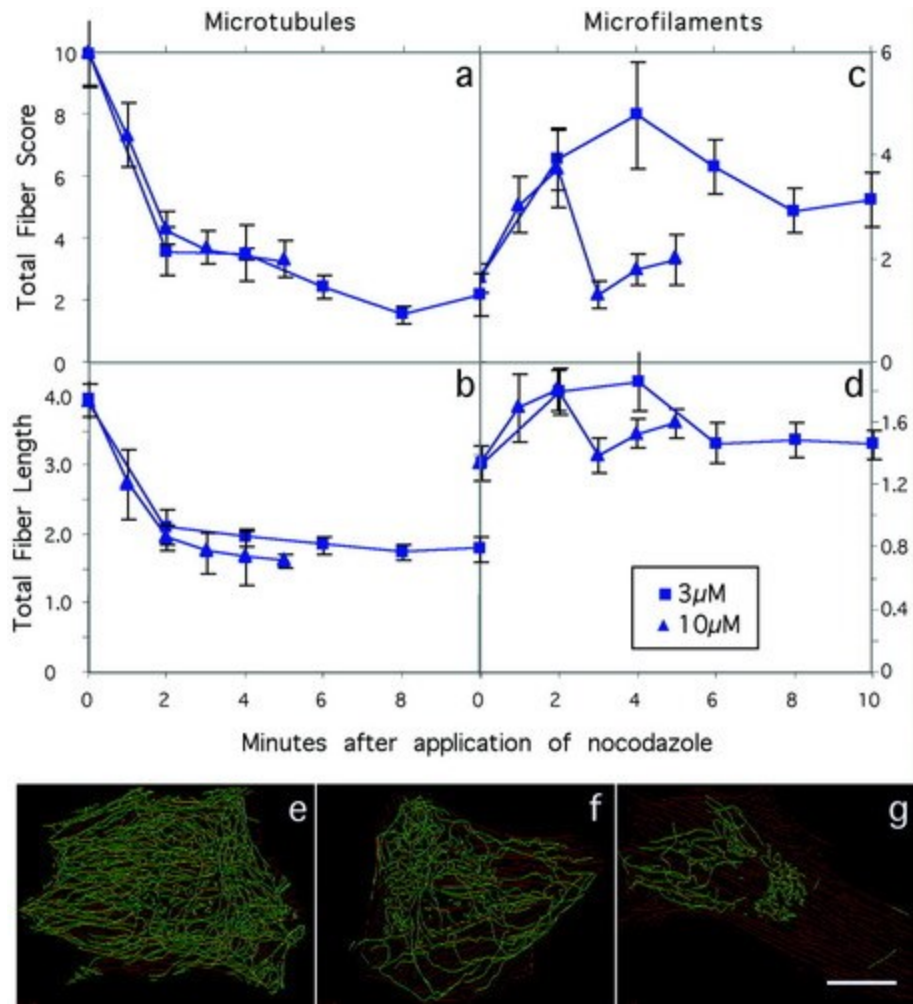 Microtubules Microfilaments
10 a c 6
8
6 4
4 2
2
0 0
Total Fiber Score
4.0 b d
1.6
3.0
1.2
2.0
0.8
1.0 0.4
0 0
Total Fiber Length
3µM
10µM
0 2 4 6 8 0 2 4 6 8 10
Minutes after application of nocodazole
e f g